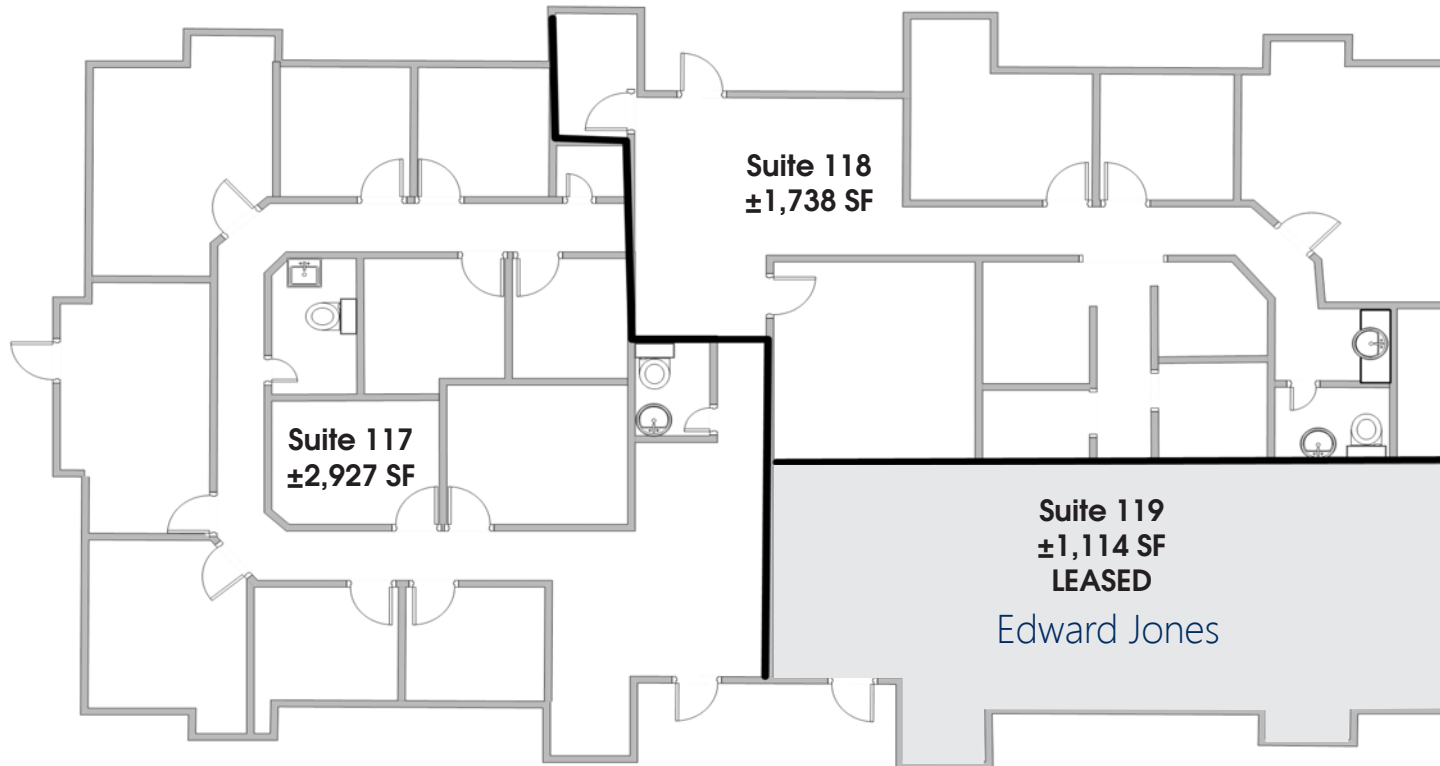 Suite 118
±1,738 SF
Suite 117
±2,927 SF
Suite 119
±1,114 SF
LEASED
Edward Jones